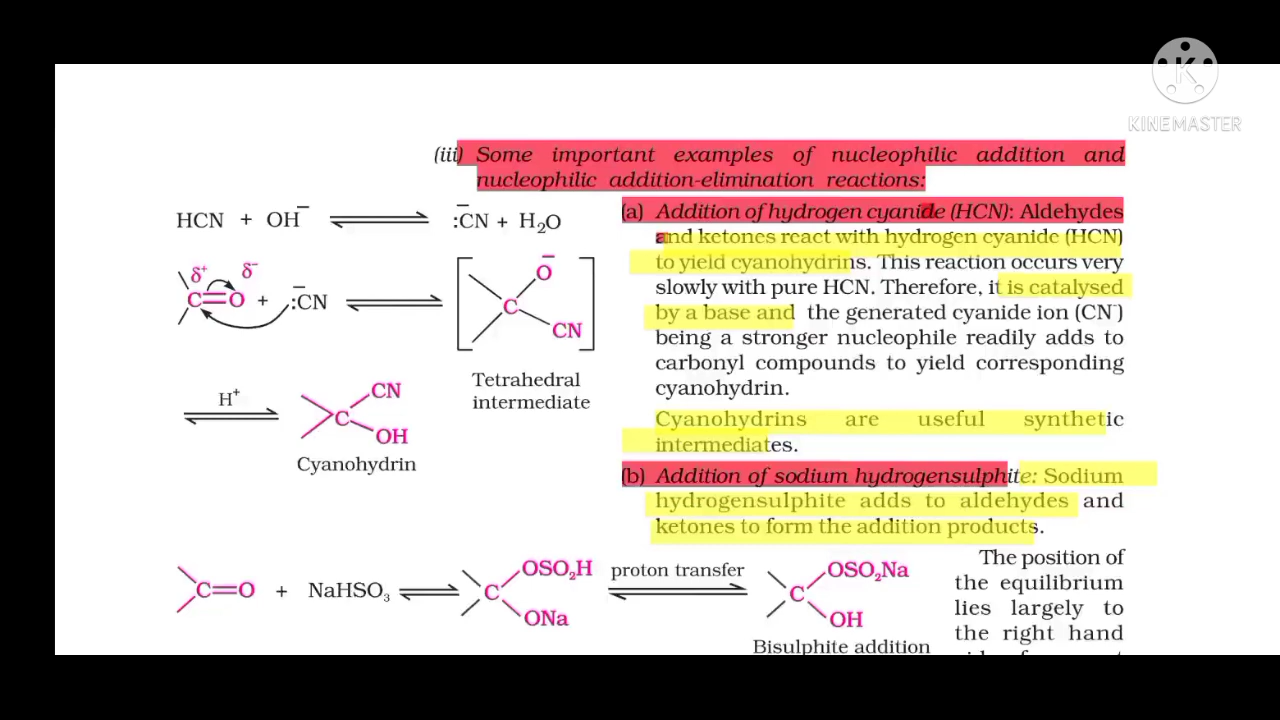 KINEMASTER
(iii) Some important examples of nucleophilic addition and
nucleophilic addition-elimination reactions:
(a) Addition of hydrogen cyanide (HCN): Aldehydes
and ketones react with hydrogen cyanide (HCN)
to yield cyanohydrins. This reaction occurs very
slowly with pure HCN. Therefore, it is catalysed
by a base and the generated cyanide ion (CN⁻)
being a stronger nucleophile readily adds to
carbonyl compounds to yield corresponding
cyanohydrin.
Cyanohydrins are useful synthetic
intermediates.
HCN + OH⁻ ⇌ :C̄N + H₂O
δ⁺ δ⁻
C=O + :C̄N ⇌ C O⁻ CN
Tetrahedral
intermediate
H⁺ ⇌ C CN OH
Cyanohydrin
(b) Addition of sodium hydrogensulphite: Sodium
hydrogensulphite adds to aldehydes and
ketones to form the addition products.
C=O + NaHSO₃ ⇌ C OSO₂H ONa proton transfer ⇌ C OSO₂Na OH
Bisulphite addition
The position of
the equilibrium
lies largely to
the right hand